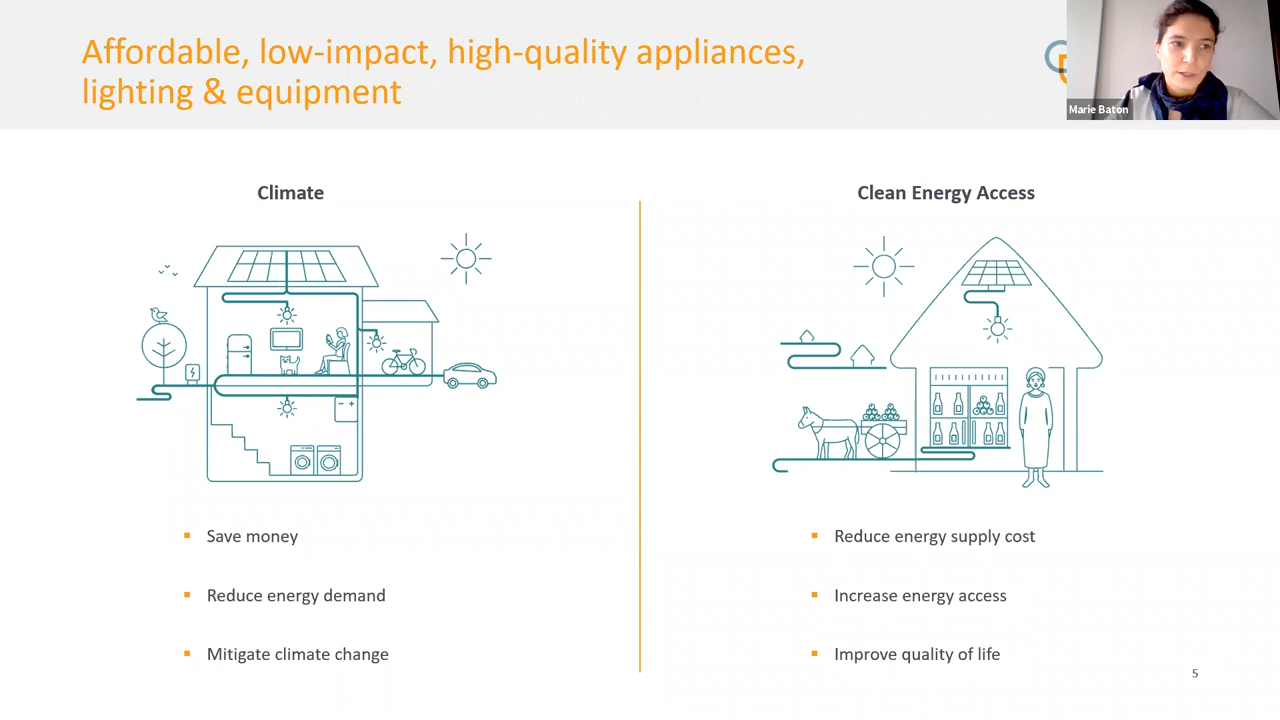 Affordable, low-impact, high-quality appliances,
lighting & equipment
Marie Baton
Climate
Save money
Reduce energy demand
Mitigate climate change
Clean Energy Access
Reduce energy supply cost
Increase energy access
Improve quality of life
5